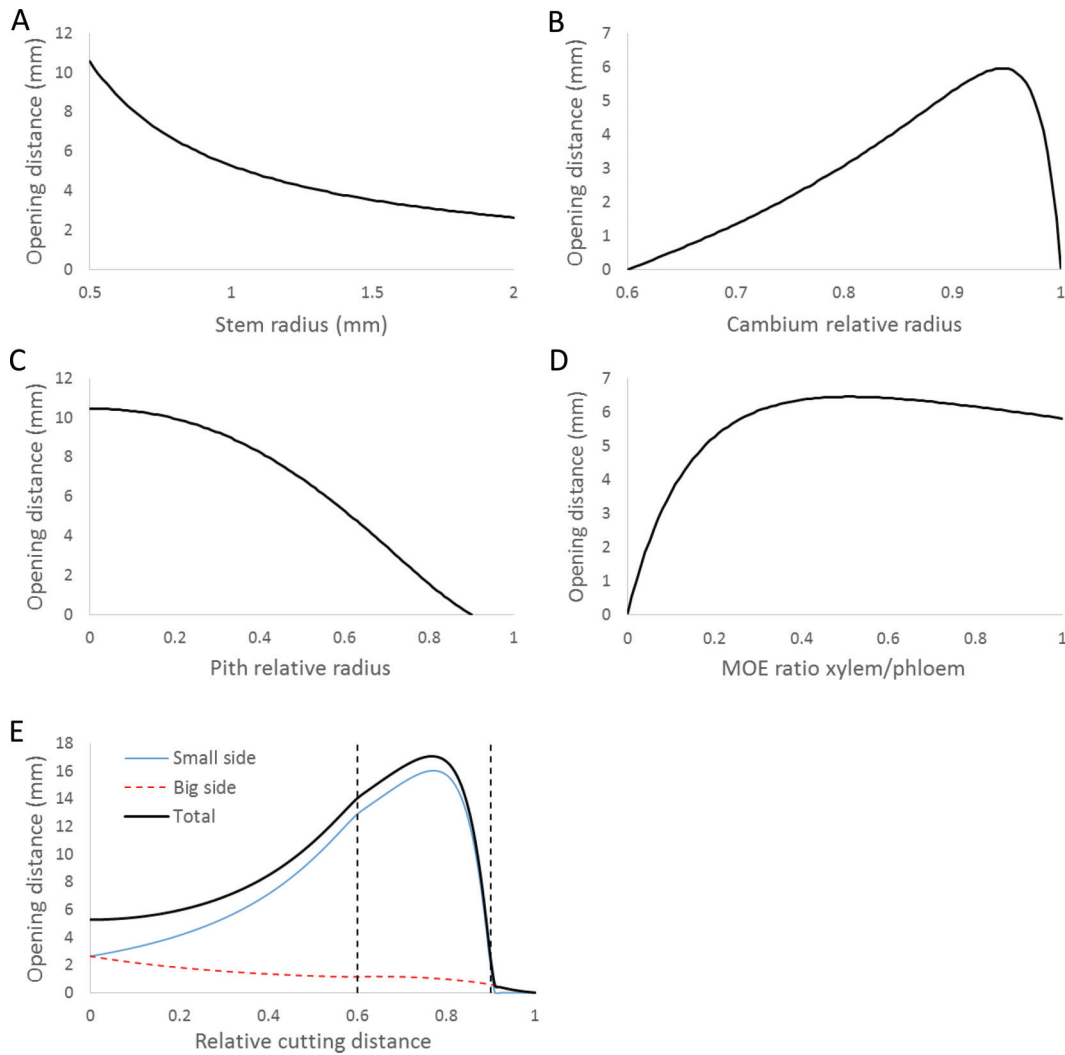 A
Opening distance (mm)
12
10
8
6
4
2
0
0.5 1 1.5 2
Stem radius (mm)
B
Opening distance (mm)
7
6
5
4
3
2
1
0
0.6 0.7 0.8 0.9 1
Cambium relative radius
C
Opening distance (mm)
12
10
8
6
4
2
0
0 0.2 0.4 0.6 0.8 1
Pith relative radius
D
Opening distance (mm)
7
6
5
4
3
2
1
0
0 0.2 0.4 0.6 0.8 1
MOE ratio xylem/phloem
E
Opening distance (mm)
18
16
14
12
10
8
6
4
2
0
Small side
Big side
Total
0 0.2 0.4 0.6 0.8 1
Relative cutting distance